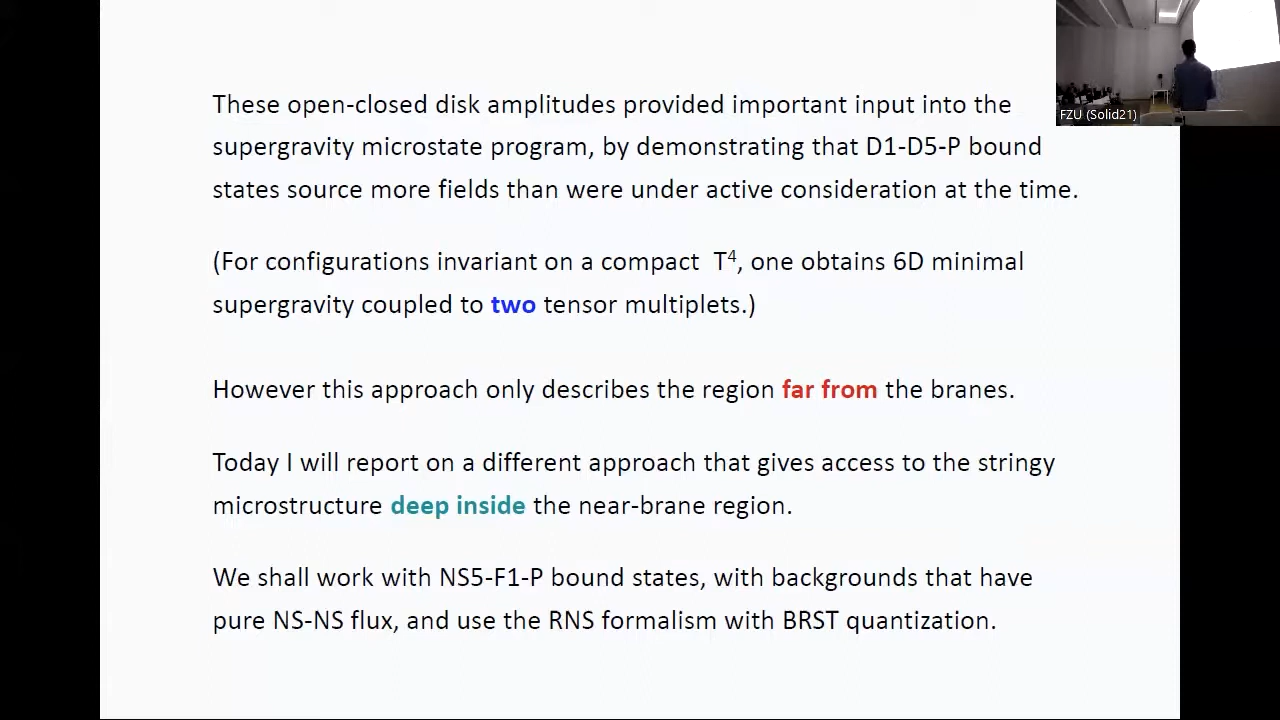 These open-closed disk amplitudes provided important input into the
supergravity microstate program, by demonstrating that D1-D5-P bound
states source more fields than were under active consideration at the time.
(For configurations invariant on a compact T⁴, one obtains 6D minimal
supergravity coupled to two tensor multiplets.)
However this approach only describes the region far from the branes.
Today I will report on a different approach that gives access to the stringy
microstructure deep inside the near-brane region.
We shall work with NS5-F1-P bound states, with backgrounds that have
pure NS-NS flux, and use the RNS formalism with BRST quantization.
FZU (Solid21)